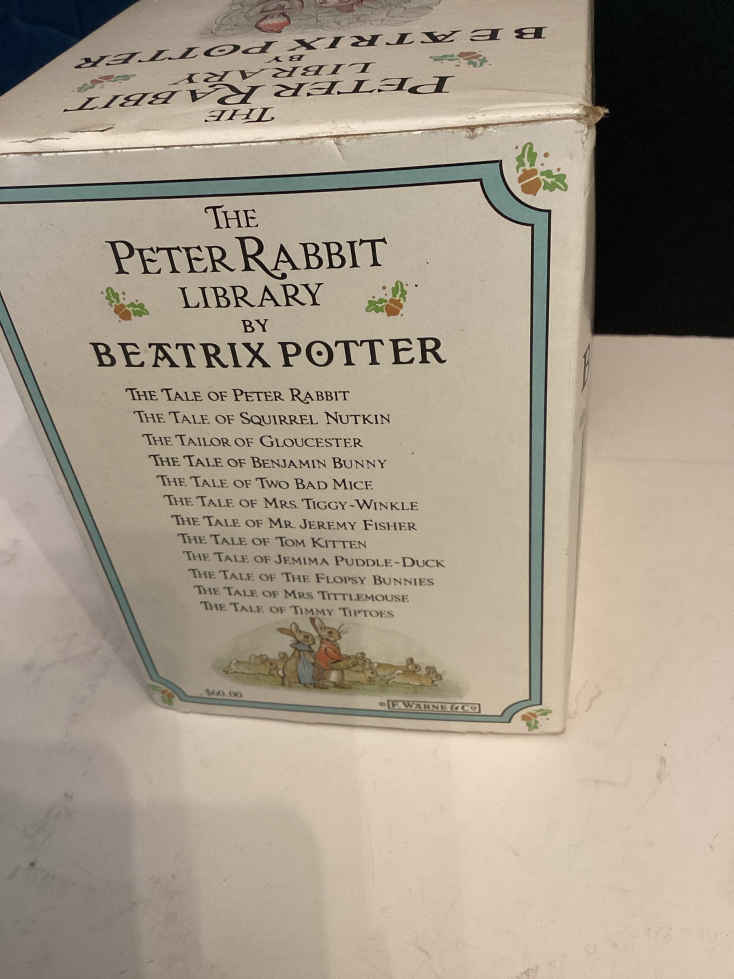 BEATRIX POTTER
BY
LIBRARY
PETER RABBIT
THE
THE
PETER RABBIT
LIBRARY
BY
BEATRIX POTTER
THE TALE OF PETER RABBIT
THE TALE OF SQUIRREL NUTKIN
THE TAILOR OF GLOUCESTER
THE TALE OF BENJAMIN BUNNY
THE TALE OF TWO BAD MICE
THE TALE OF MRS. TIGGY-WINKLE
THE TALE OF MR. JEREMY FISHER
THE TALE OF TOM KITTEN
THE TALE OF JEMIMA PUDDLE-DUCK
THE TALE OF THE FLOPSY BUNNIES
THE TALE OF MRS TITTLEMOUSE
THE TALE OF TIMMY TIPTOES
$60.00
© F. WARNE & Co